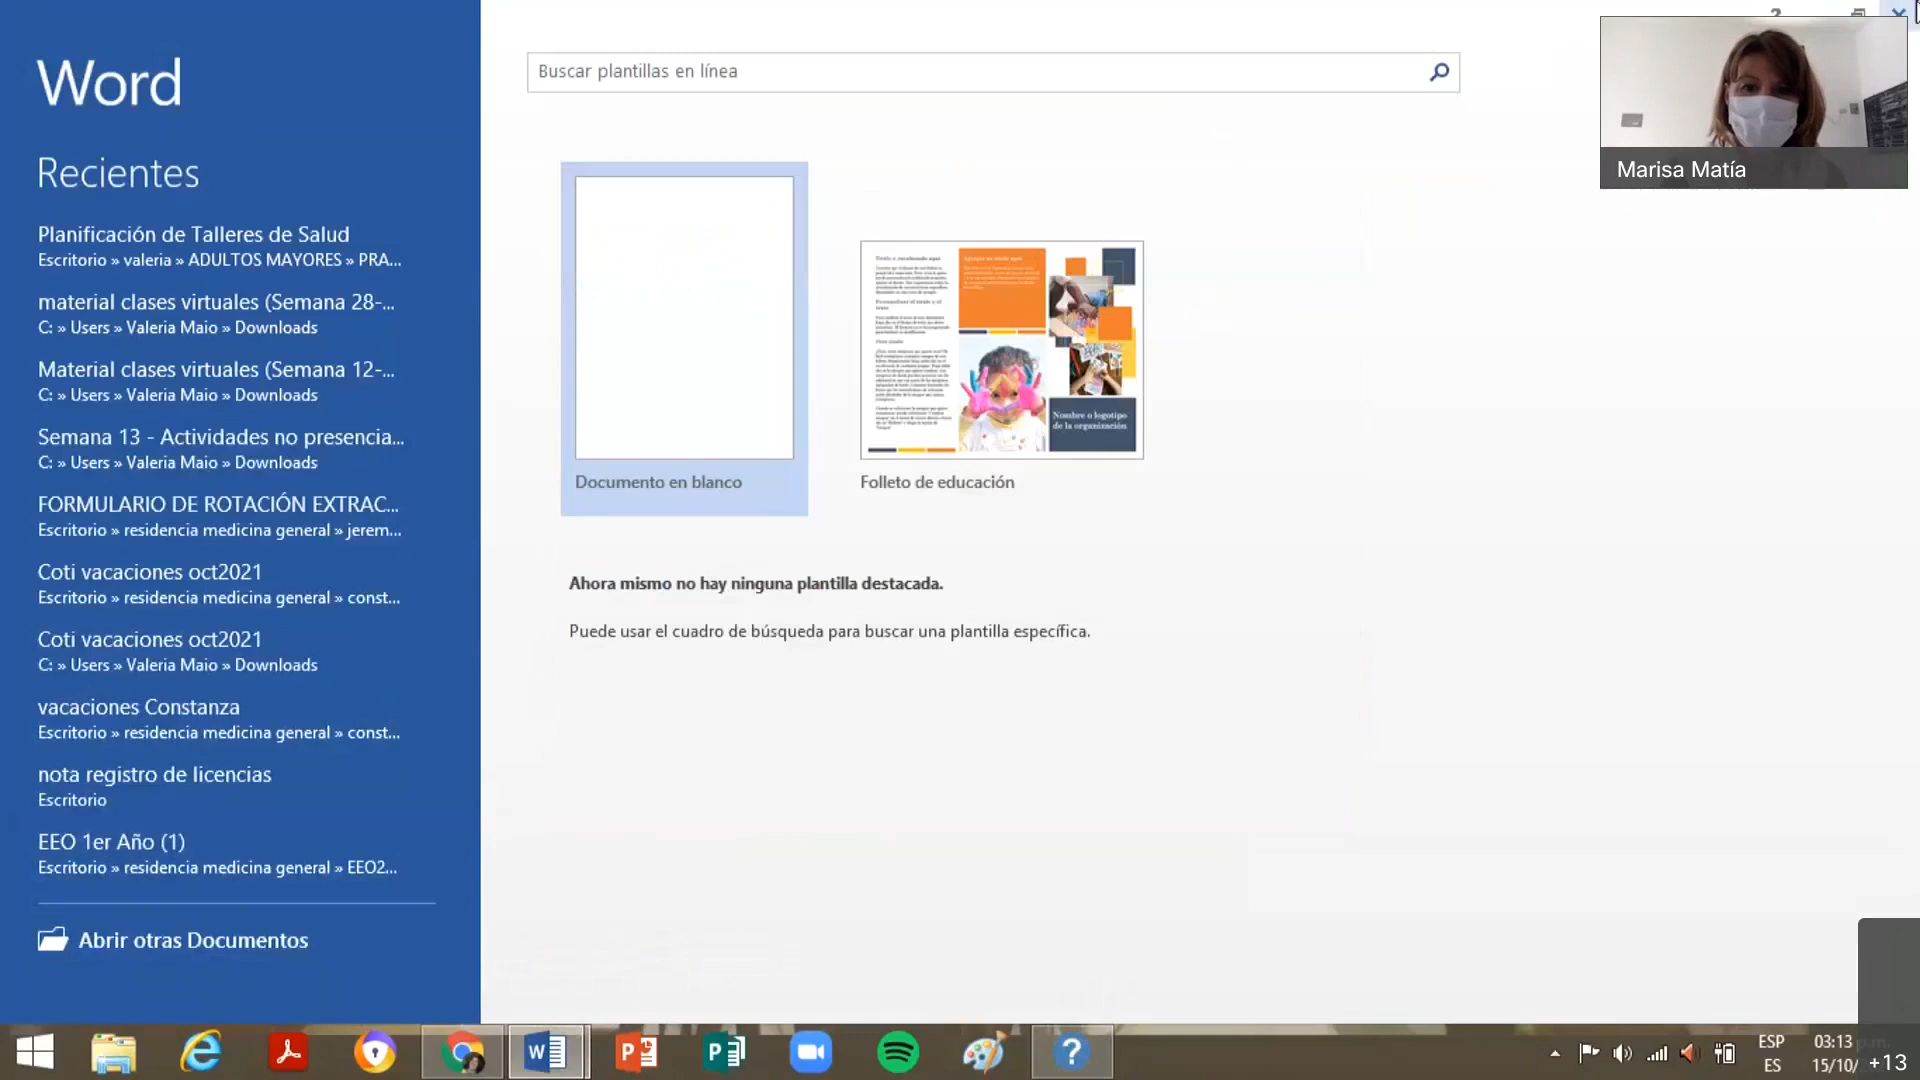 Word
Recientes
Planificación de Talleres de Salud
Escritorio » valeria » ADULTOS MAYORES » PRA...
material clases virtuales (Semana 28-...
C: » Users » Valeria Maio » Downloads
Material clases virtuales (Semana 12-...
C: » Users » Valeria Maio » Downloads
Semana 13 - Actividades no presencia...
C: » Users » Valeria Maio » Downloads
FORMULARIO DE ROTACIÓN EXTRAC...
Escritorio » residencia medicina general » jerem...
Coti vacaciones oct2021
Escritorio » residencia medicina general » const...
Coti vacaciones oct2021
C: » Users » Valeria Maio » Downloads
vacaciones Constanza
Escritorio » residencia medicina general » const...
nota registro de licencias
Escritorio
EEO 1er Año (1)
Escritorio » residencia medicina general » EEO2...
Abrir otras Documentos
Buscar plantillas en línea
Nombre o logotipo
de la organización
Documento en blanco
Folleto de educación
Ahora mismo no hay ninguna plantilla destacada.
Puede usar el cuadro de búsqueda para buscar una plantilla específica.
Marisa Matía
ESP
ES
03:13 p.m.
15/10/
+13